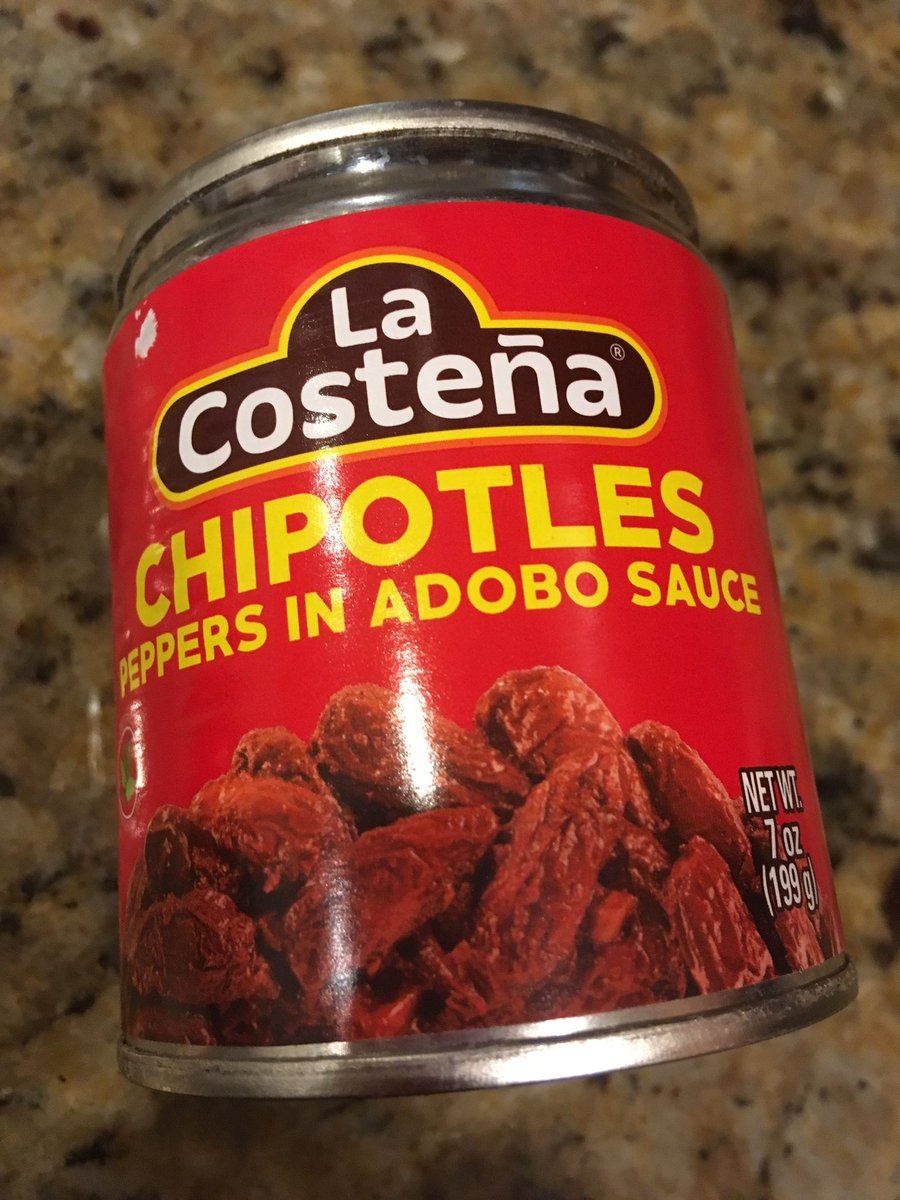 La
Costeña®
CHIPOTLES
PEPPERS IN ADOBO SAUCE
NET WT.
7 oz
(199 g)